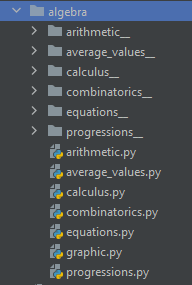 algebra
arithmetic__
average_values__
calculus__
combinatorics__
equations__
progressions__
arithmetic.py
average_values.py
calculus.py
combinatorics.py
equations.py
graphic.py
progressions.py